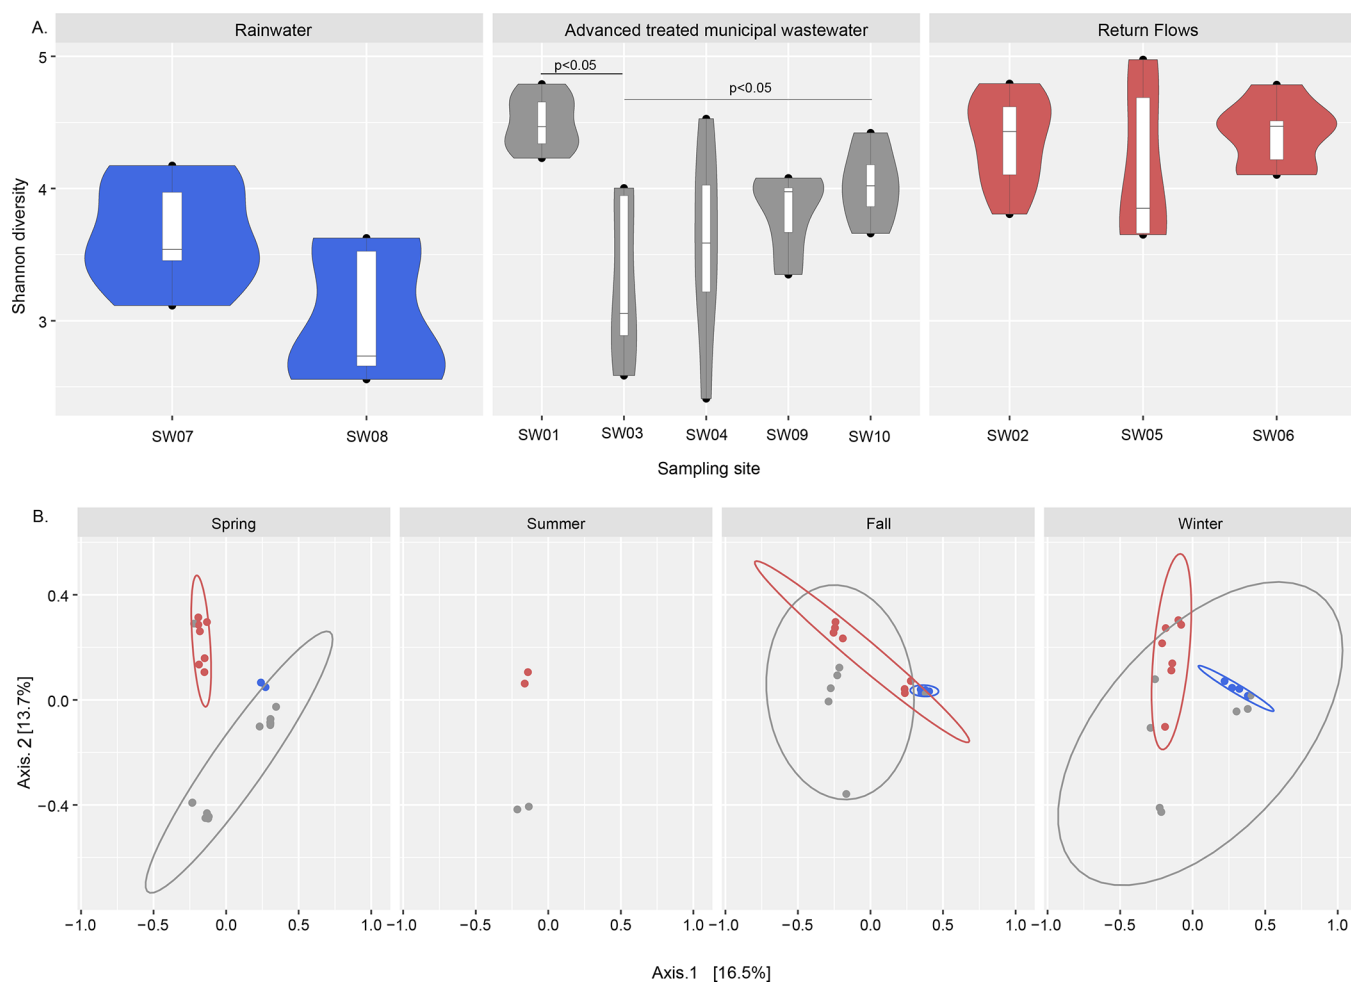 A.
Rainwater
Advanced treated municipal wastewater
Return Flows
5
4
3
Shannon diversity
p<0.05
p<0.05
SW07
SW08
SW01
SW03
SW04
SW09
SW10
SW02
SW05
SW06
Sampling site
B.
Spring
Summer
Fall
Winter
0.4
0.0
−0.4
Axis. 2 [13.7%]
−1.0 −0.5 0.0 0.5 1.0
−1.0 −0.5 0.0 0.5 1.0
−1.0 −0.5 0.0 0.5 1.0
−1.0 −0.5 0.0 0.5 1.0
Axis.1 [16.5%]